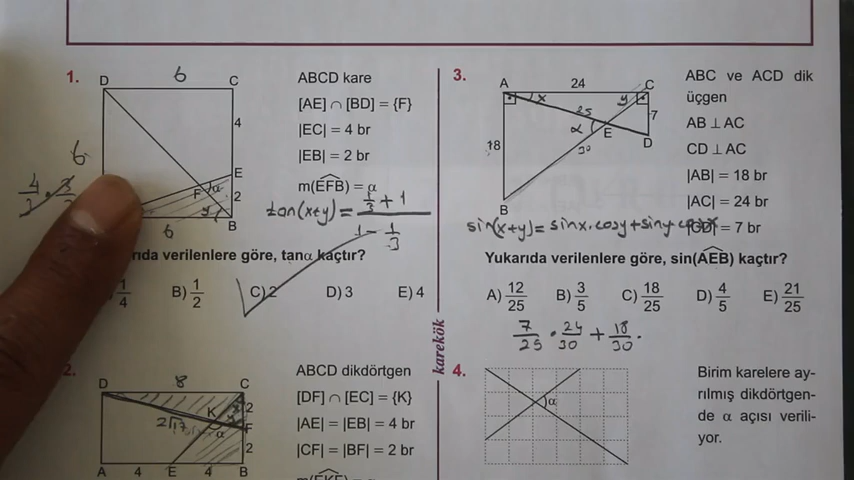 1.
D 6 C
4
E
2
F α
y
B
6
6
ABCD kare
[AE] ∩ [BD] = {F}
|EC| = 4 br
|EB| = 2 br
m(EFB) = α
tan(x+y) = 1/3 + 1
1 - 1/3
rıda verilenlere göre, tanα kaçtır?
1/4 B) 1/2 C) 2 D) 3 E) 4
2.
D 8 C
2
K
F
2√17
α
2
A 4 E 4 B
ABCD dikdörtgen
[DF] ∩ [EC] = {K}
|AE| = |EB| = 4 br
|CF| = |BF| = 2 br
karekök
3.
A 24 C
x y
25
7
α E
D
18
30
B
ABC ve ACD dik
üçgen
AB ⊥ AC
CD ⊥ AC
|AB| = 18 br
|AC| = 24 br
|CD| = 7 br
sin(x+y) = sinx.cosy + siny.cosx
Yukarıda verilenlere göre, sin(AEB) kaçtır?
A) 12/25 B) 3/5 C) 18/25 D) 4/5 E) 21/25
7/25 . 24/30 + 18/30 .
4.
α
Birim karelere ay-
rılmış dikdörtgen-
de α açısı verili-
yor.